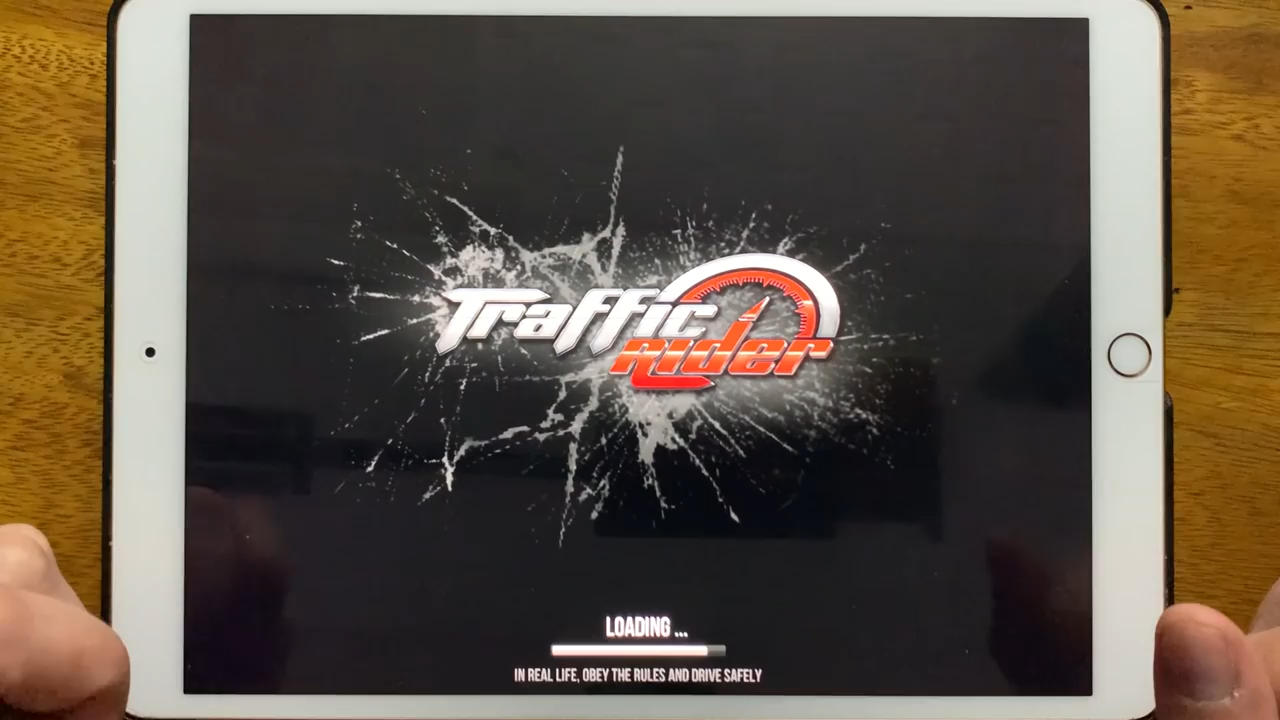 Traffic
Rider
LOADING ...
IN REAL LIFE, OBEY THE RULES AND DRIVE SAFELY